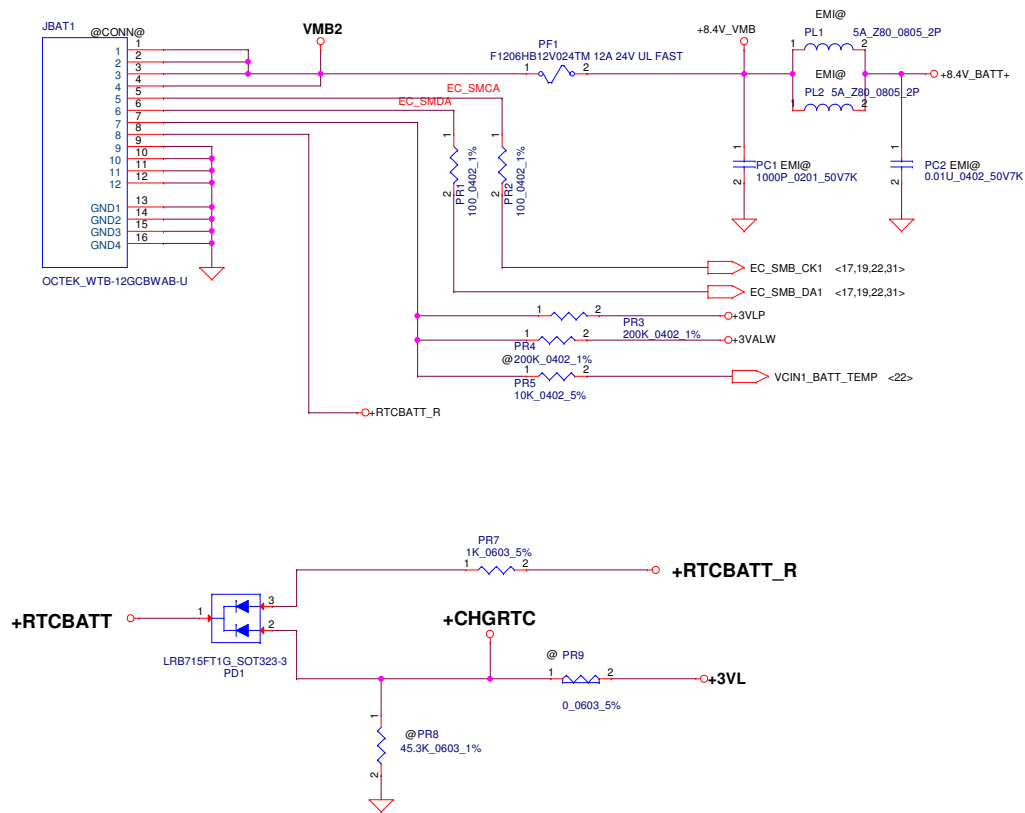 JBAT1
@CONN@
1
2
3
4
5
6
7
8
9
10
11
12
GND1
GND2
GND3
GND4
1
2
3
4
5
6
7
8
9
10
11
12
13
14
15
16
OCTEK_WTB-12GCBWAB-U
VMB2
PF1
F1206HB12V024TM 12A 24V UL FAST
1 2
+8.4V_VMB
EMI@
PL1 5A_Z80_0805_2P
1 2
EMI@
PL2 5A_Z80_0805_2P
1 2
+8.4V_BATT+
EC_SMCA
EC_SMDA
1
2
PR1
100_0402_1%
1
2
PR2
100_0402_1%
1
2
PC1 EMI@
1000P_0201_50V7K
1
2
PC2 EMI@
0.01U_0402_50V7K
EC_SMB_CK1 <17,19,22,31>
EC_SMB_DA1 <17,19,22,31>
1 2
+3VLP
PR3
200K_0402_1%
1 2
+3VALW
PR4
@200K_0402_1%
1 2
VCIN1_BATT_TEMP <22>
PR5
10K_0402_5%
+RTCBATT_R
PR7
1K_0603_5%
1 2
+RTCBATT_R
+RTCBATT
1
3
2
LRB715FT1G_SOT323-3
PD1
+CHGRTC
@ PR9
1 2
+3VL
0_0603_5%
1
2
@PR8
45.3K_0603_1%